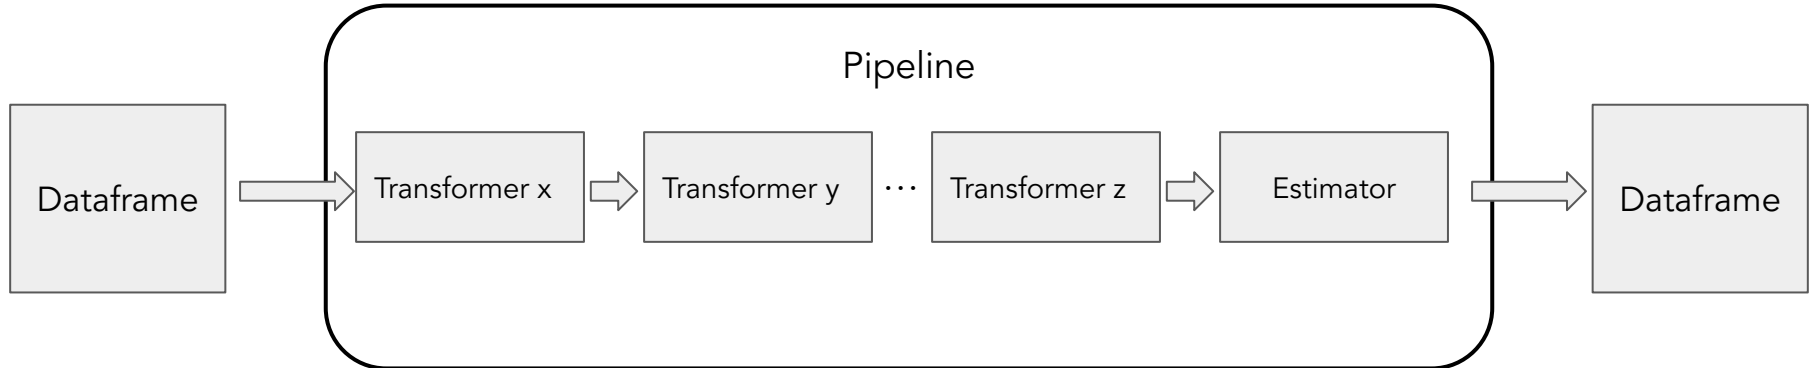 Pipeline
Dataframe
Transformer x
Transformer y
...
Transformer z
Estimator
Dataframe